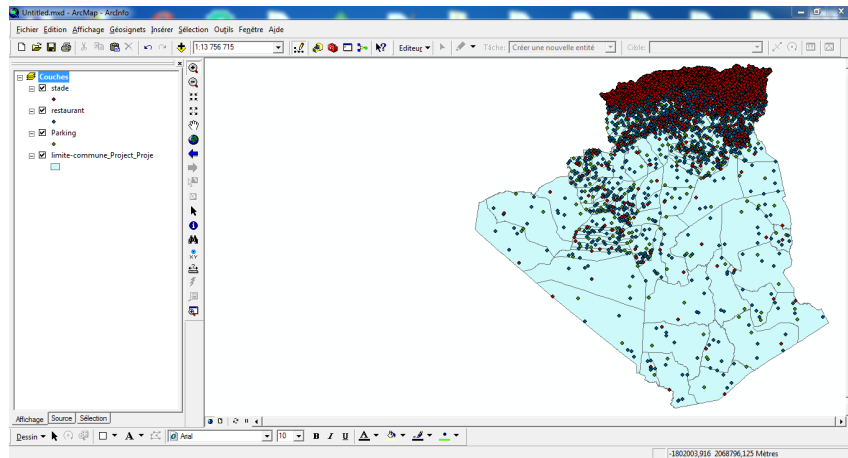 Untitled.mxd - ArcMap - ArcInfo
Fichier Edition Affichage Géosignets Insérer Sélection Outils Fenêtre Aide
1:13 756 715 Editeur Tâche: Créer une nouvelle entité Cible:
Couches
stade
restaurant
Parking
limite-commune_Project_Proje
XY
Affichage Source Sélection
Dessin A Arial 10 B I U A
-1802003,916 2068796,125 Mètres